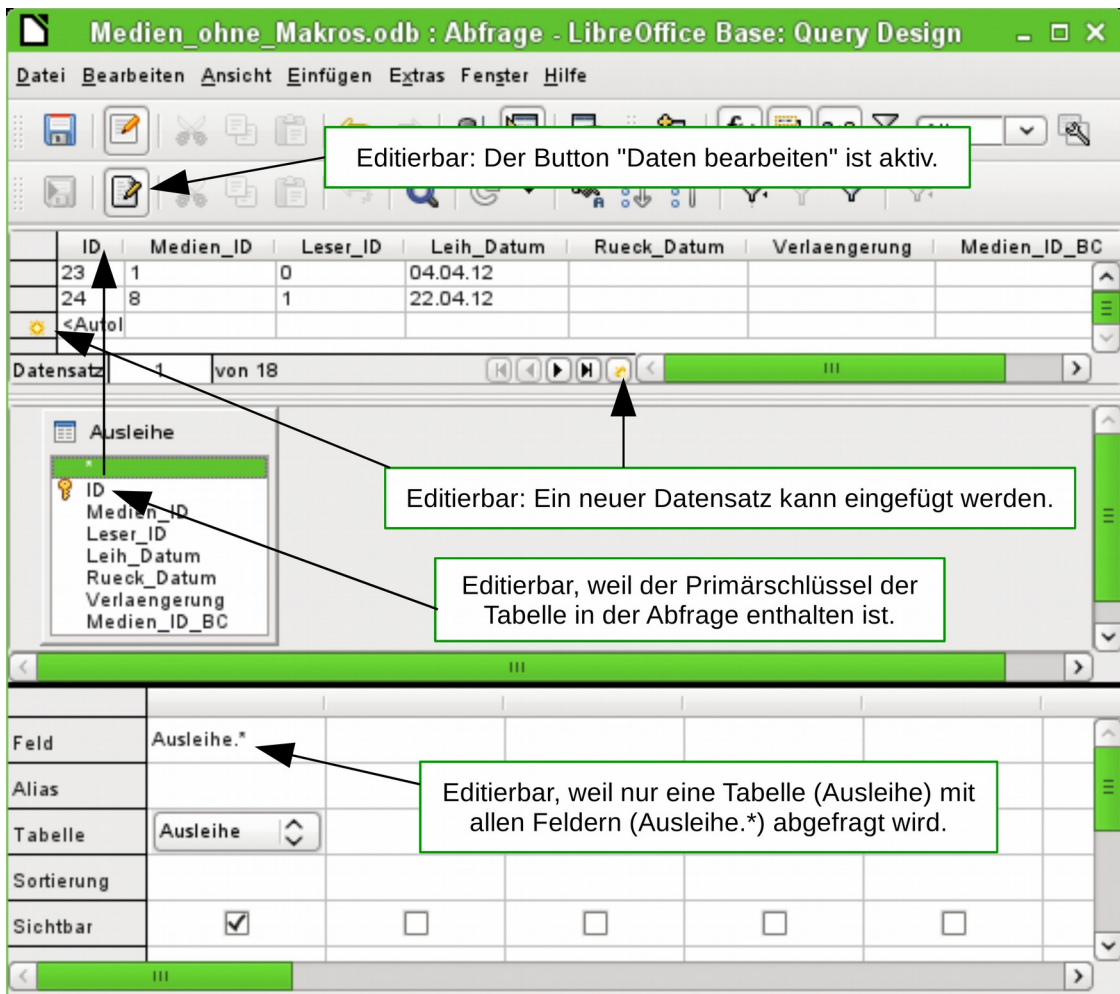 Medien_ohne_Makros.odb : Abfrage - LibreOffice Base: Query Design
Datei Bearbeiten Ansicht Einfügen Extras Fenster Hilfe
Editierbar: Der Button "Daten bearbeiten" ist aktiv.
ID Medien_ID Leser_ID Leih_Datum Rueck_Datum Verlaengerung Medien_ID_BC
23 1 0 04.04.12
24 8 1 22.04.12
<Autol
Datensatz 1 von 18
Ausleihe
*
ID
Medien_ID
Leser_ID
Leih_Datum
Rueck_Datum
Verlaengerung
Medien_ID_BC
Editierbar: Ein neuer Datensatz kann eingefügt werden.
Editierbar, weil der Primärschlüssel der
Tabelle in der Abfrage enthalten ist.
Feld Ausleihe.*
Alias
Tabelle Ausleihe
Sortierung
Sichtbar
Editierbar, weil nur eine Tabelle (Ausleihe) mit
allen Feldern (Ausleihe.*) abgefragt wird.